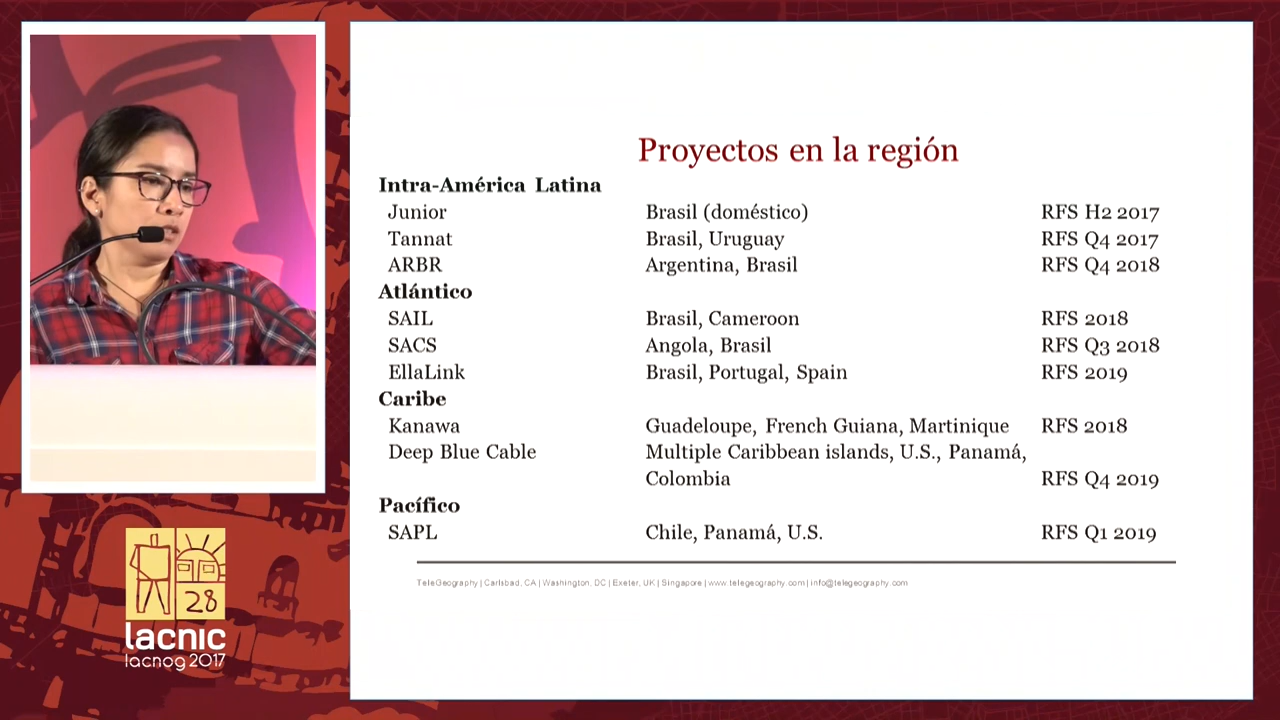 Proyectos en la región
Intra-América Latina
Junior Brasil (doméstico) RFS H2 2017
Tannat Brasil, Uruguay RFS Q4 2017
ARBR Argentina, Brasil RFS Q4 2018
Atlántico
SAIL Brasil, Cameroon RFS 2018
SACS Angola, Brasil RFS Q3 2018
EllaLink Brasil, Portugal, Spain RFS 2019
Caribe
Kanawa Guadeloupe, French Guiana, Martinique RFS 2018
Deep Blue Cable Multiple Caribbean islands, U.S., Panamá,
Colombia RFS Q4 2019
Pacífico
SAPL Chile, Panamá, U.S. RFS Q1 2019
TeleGeography | Carlsbad, CA | Washington, DC | Exeter, UK | Singapore | www.telegeography.com | info@telegeography.com
28
lacnic
lacnog 2017